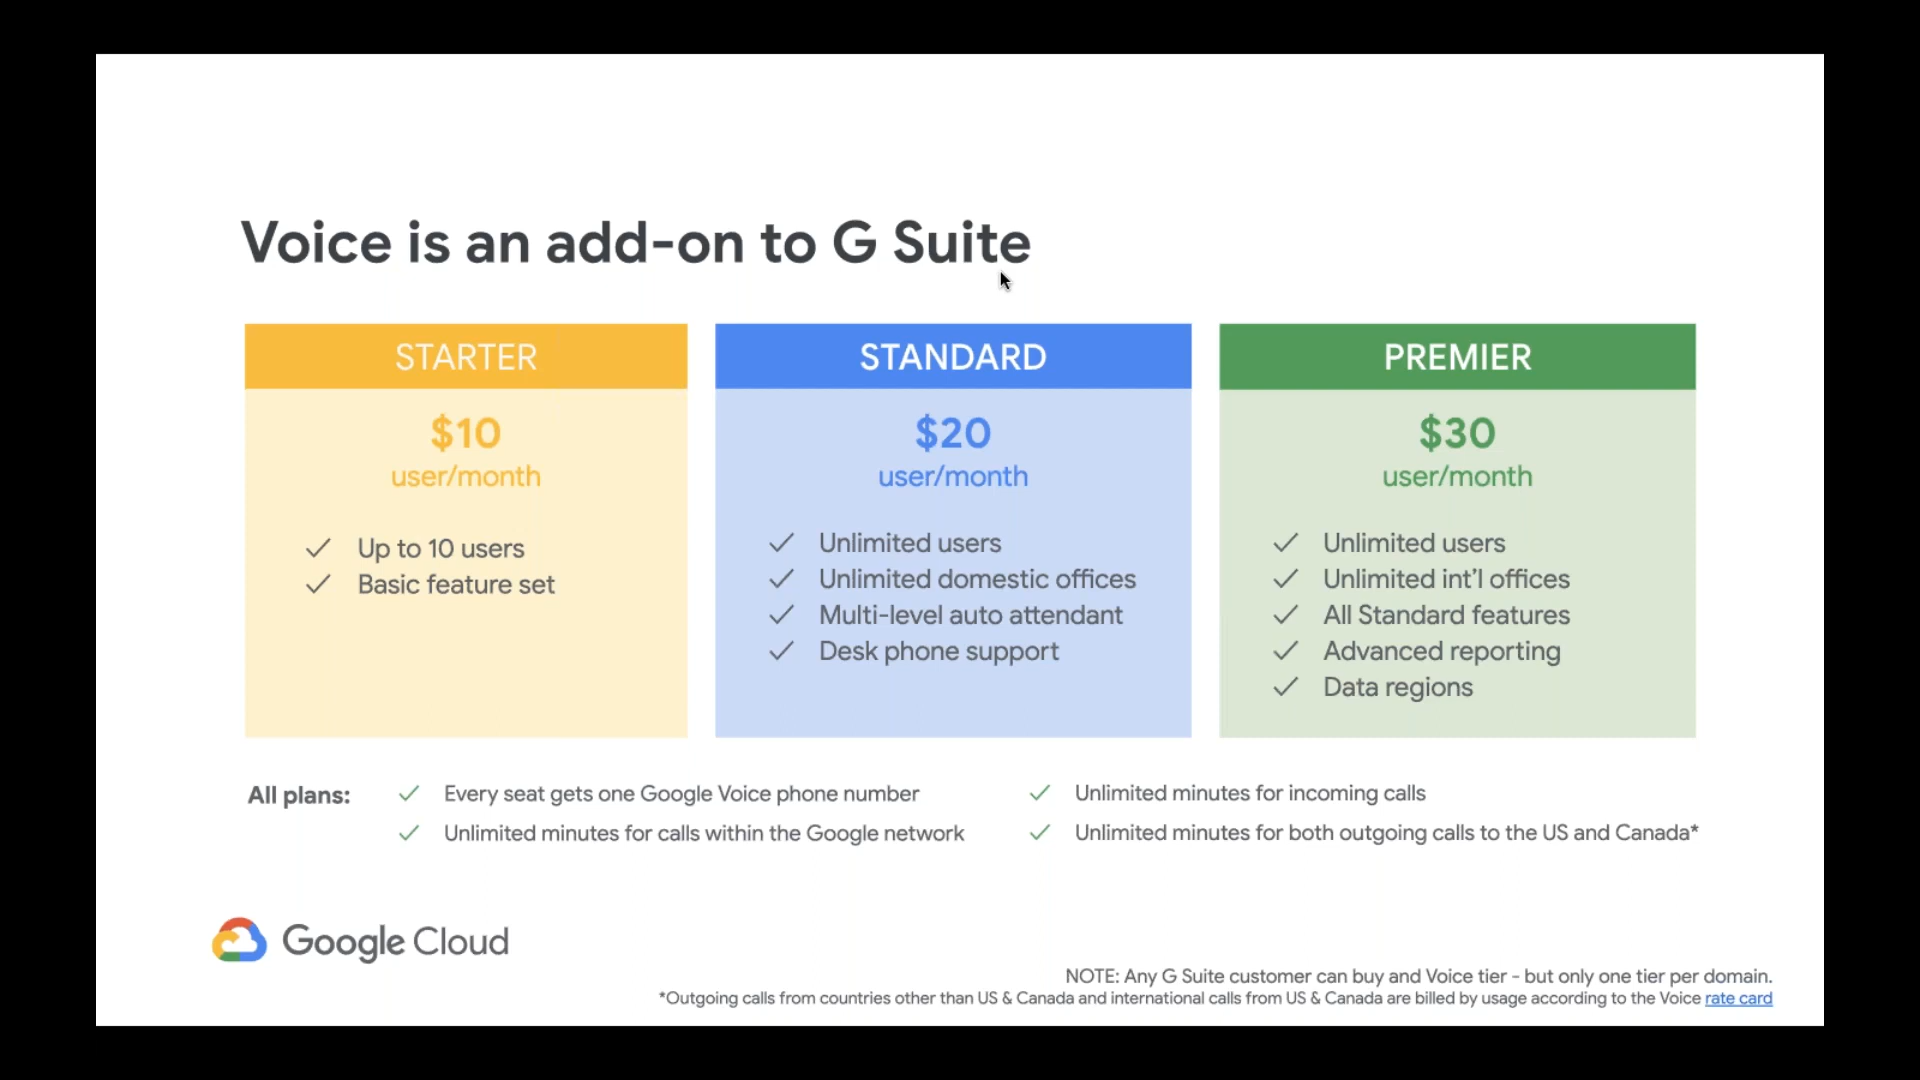 Voice is an add-on to G Suite
STARTER
$10
user/month
Up to 10 users
Basic feature set
STANDARD
$20
user/month
Unlimited users
Unlimited domestic offices
Multi-level auto attendant
Desk phone support
PREMIER
$30
user/month
Unlimited users
Unlimited int'l offices
All Standard features
Advanced reporting
Data regions
All plans:
Every seat gets one Google Voice phone number
Unlimited minutes for calls within the Google network
Unlimited minutes for incoming calls
Unlimited minutes for both outgoing calls to the US and Canada*
Google Cloud
NOTE: Any G Suite customer can buy and Voice tier - but only one tier per domain.
*Outgoing calls from countries other than US & Canada and international calls from US & Canada are billed by usage according to the Voice rate card